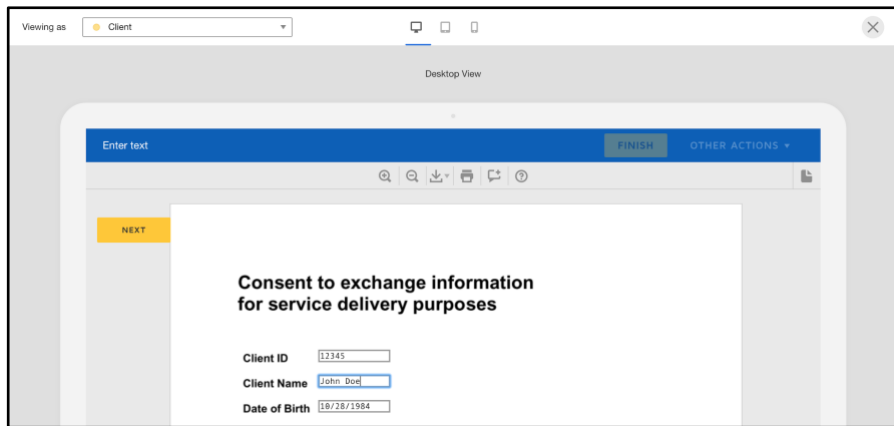 Viewing as Client
Desktop View
Enter text FINISH OTHER ACTIONS
NEXT
Consent to exchange information
for service delivery purposes
Client ID 12345
Client Name John Doe
Date of Birth 10/28/1984